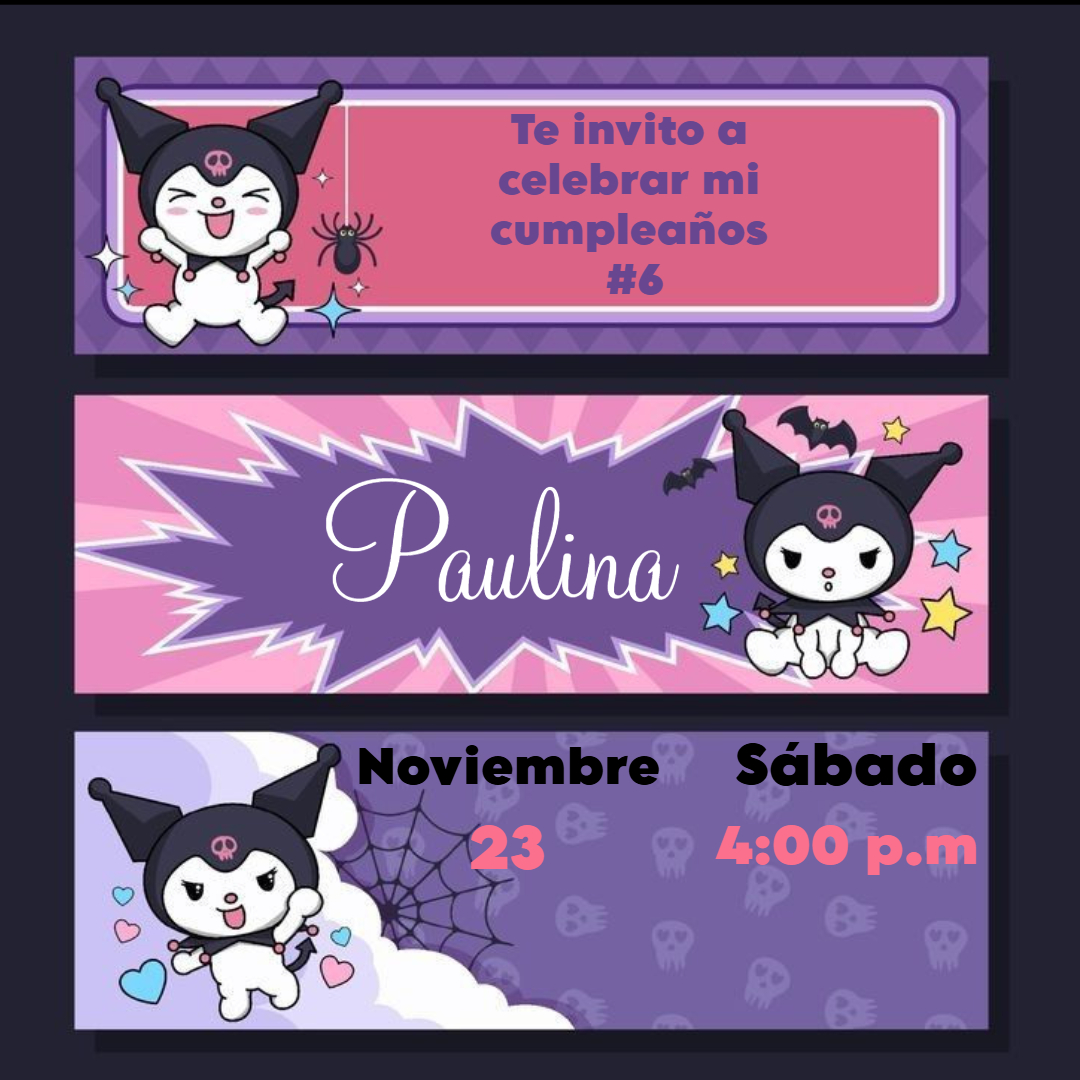 Te invito a
celebrar mi
cumpleaños
#6
Paulina
Noviembre
Sábado
23
4:00 p.m